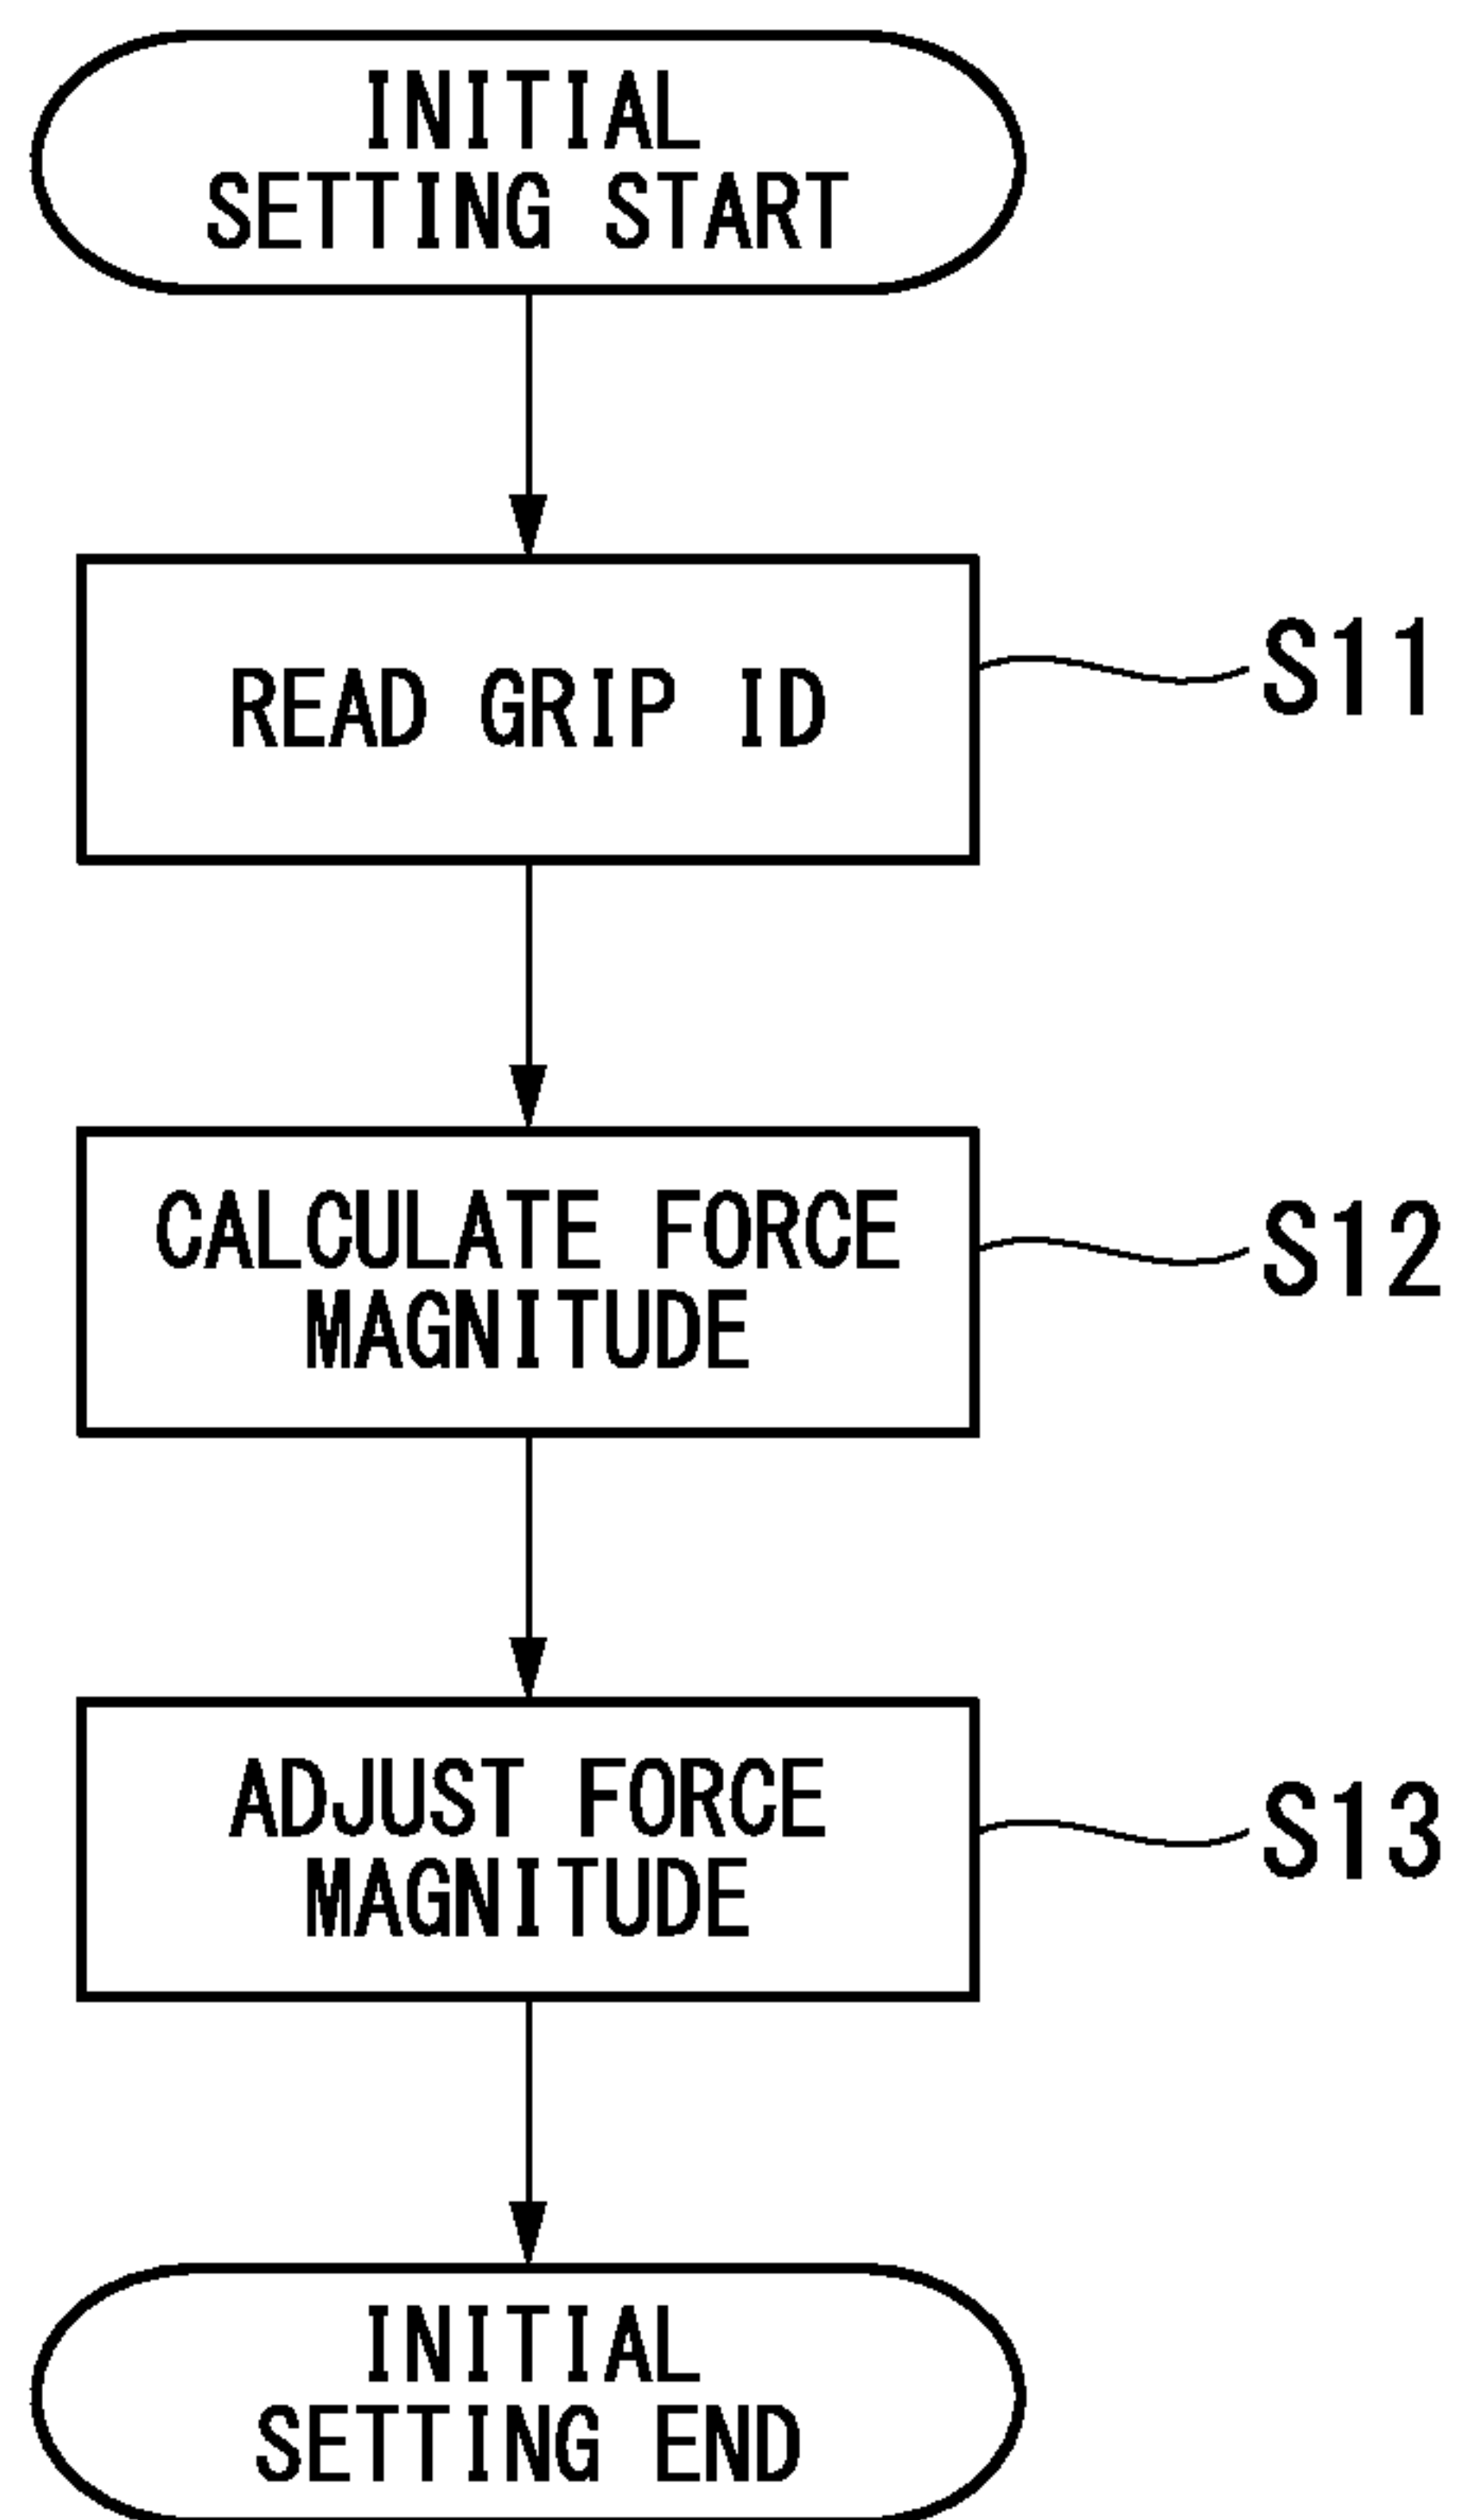 INITIAL
SETTING START
READ GRIP ID
S11
CALCULATE FORCE
MAGNITUDE
S12
ADJUST FORCE
MAGNITUDE
S13
INITIAL
SETTING END